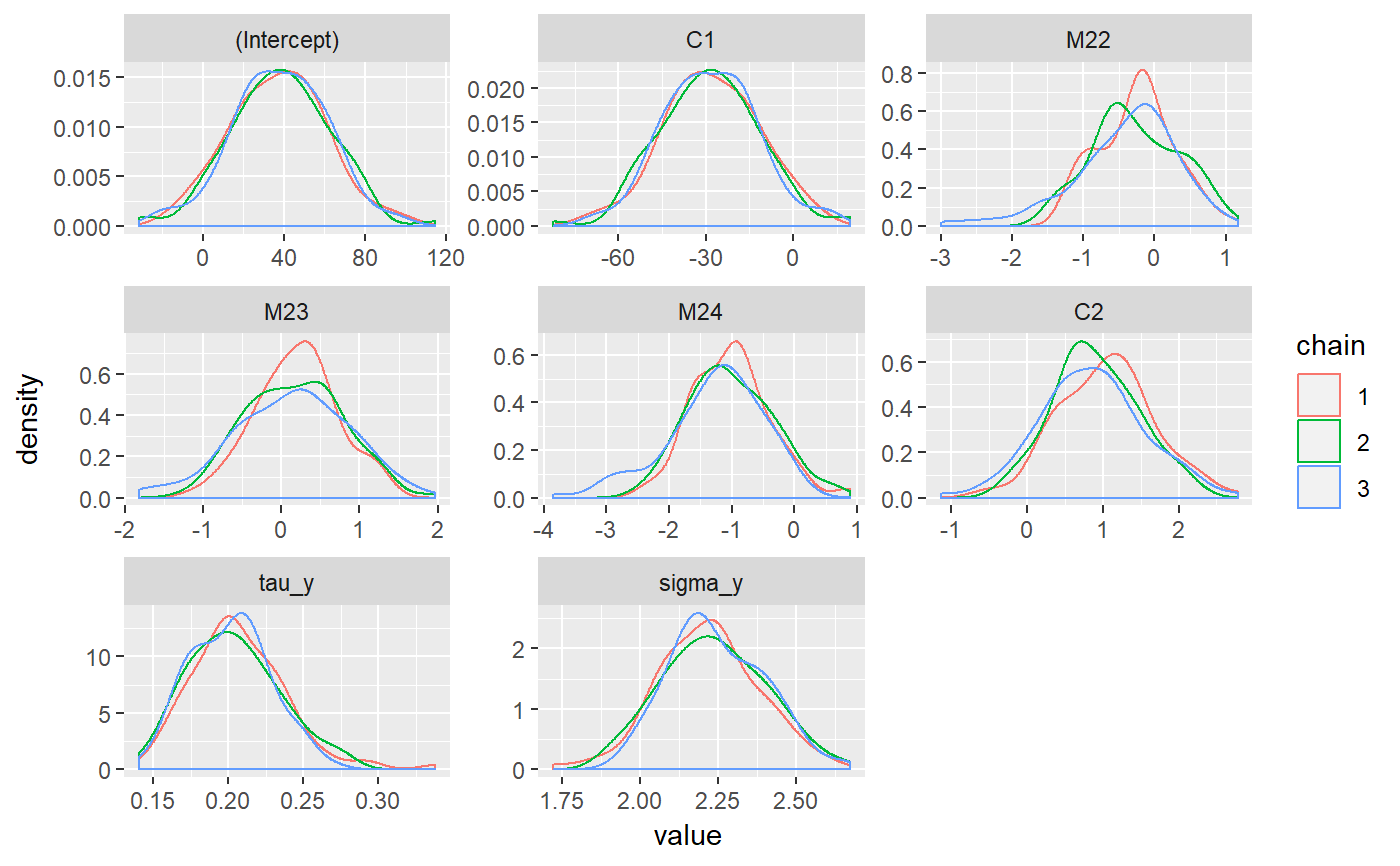 (Intercept) C1 M22
0.015 0.010 0.005 0.000
0 40 80 120
0.020 0.015 0.010 0.005 0.000
-60 -30 0
0.8 0.6 0.4 0.2 0.0
-3 -2 -1 0 1
M23 M24 C2
0.6 0.4 0.2 0.0
-2 -1 0 1 2
0.6 0.4 0.2 0.0
-4 -3 -2 -1 0 1
0.6 0.4 0.2 0.0
-1 0 1 2
tau_y sigma_y
10 5 0
0.15 0.20 0.25 0.30
2 1 0
1.75 2.00 2.25 2.50
density
value
chain
1
2
3